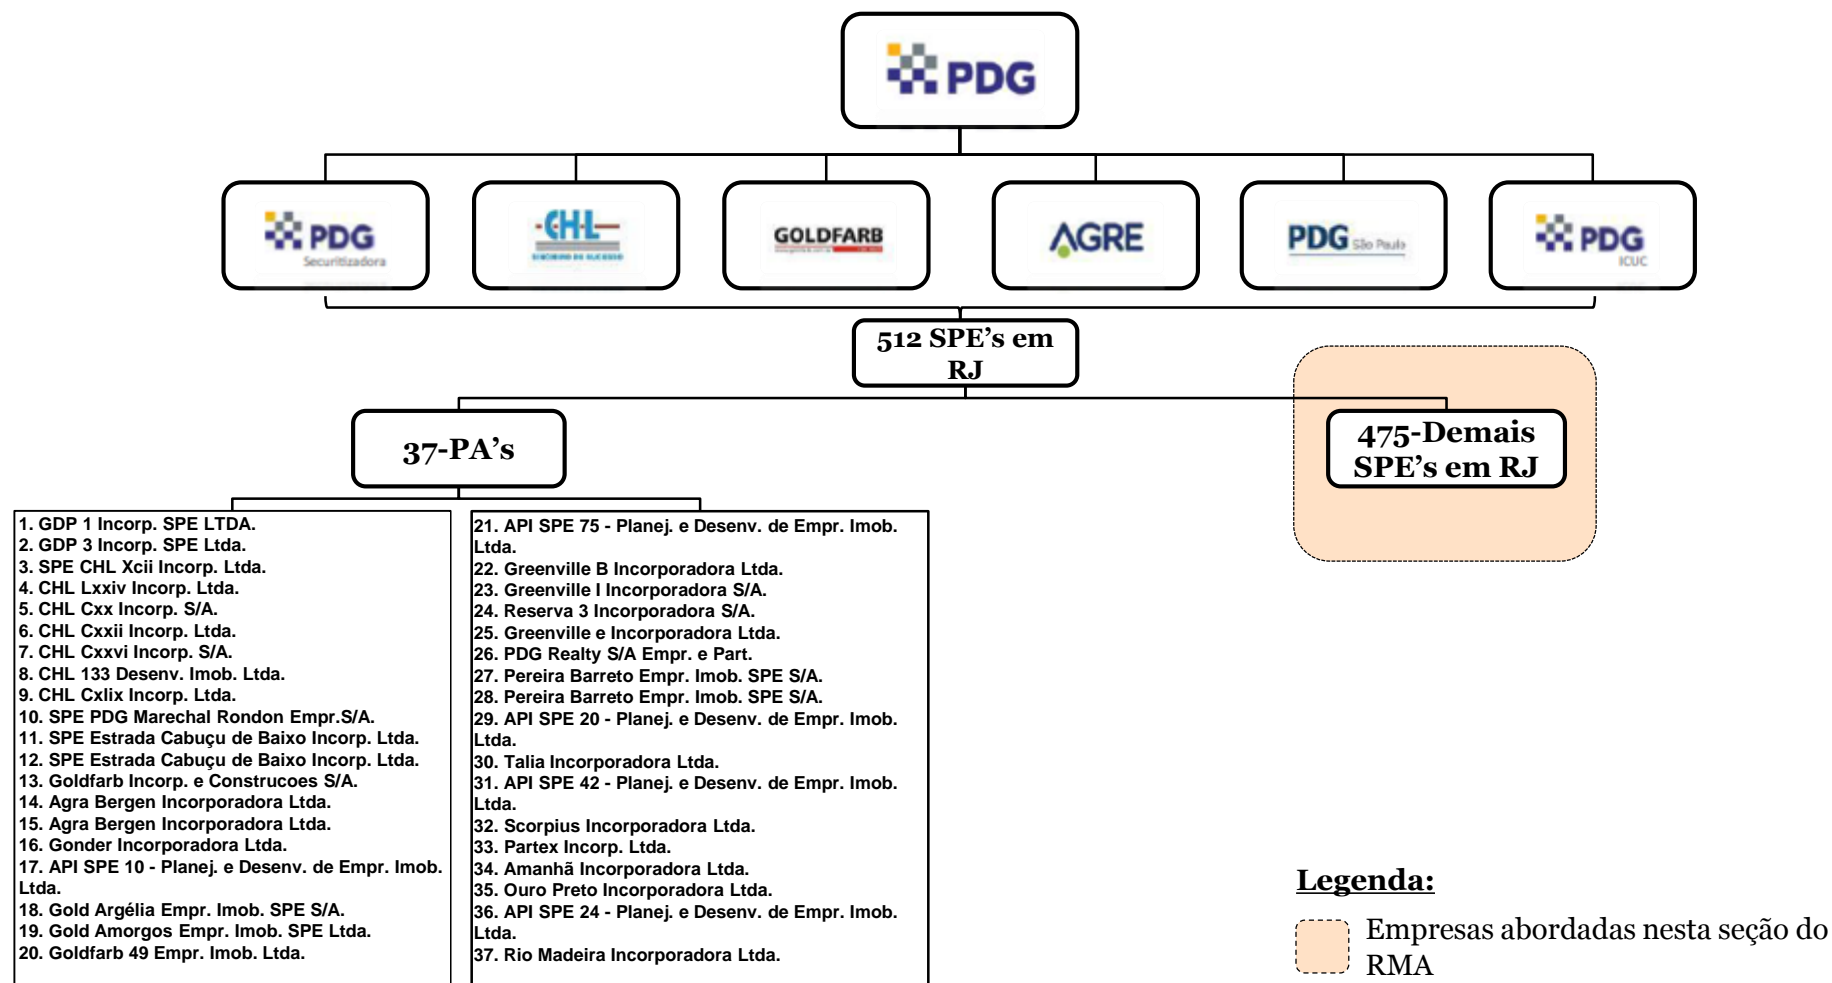 PDG
PDG
Securitizadora
CHL
SINÔNIMO DE SUCESSO
GOLDFARB
AGRE
PDG São Paulo
PDG
ICUC
512 SPE’s em
RJ
37-PA’s
475-Demais
SPE’s em RJ
1. GDP 1 Incorp. SPE LTDA.
2. GDP 3 Incorp. SPE Ltda.
3. SPE CHL Xcii Incorp. Ltda.
4. CHL Lxxiv Incorp. Ltda.
5. CHL Cxx Incorp. S/A.
6. CHL Cxxii Incorp. Ltda.
7. CHL Cxxvi Incorp. S/A.
8. CHL 133 Desenv. Imob. Ltda.
9. CHL Cxlix Incorp. Ltda.
10. SPE PDG Marechal Rondon Empr.S/A.
11. SPE Estrada Cabuçu de Baixo Incorp. Ltda.
12. SPE Estrada Cabuçu de Baixo Incorp. Ltda.
13. Goldfarb Incorp. e Construcoes S/A.
14. Agra Bergen Incorporadora Ltda.
15. Agra Bergen Incorporadora Ltda.
16. Gonder Incorporadora Ltda.
17. API SPE 10 - Planej. e Desenv. de Empr. Imob.
Ltda.
18. Gold Argélia Empr. Imob. SPE S/A.
19. Gold Amorgos Empr. Imob. SPE Ltda.
20. Goldfarb 49 Empr. Imob. Ltda.
21. API SPE 75 - Planej. e Desenv. de Empr. Imob.
Ltda.
22. Greenville B Incorporadora Ltda.
23. Greenville I Incorporadora S/A.
24. Reserva 3 Incorporadora S/A.
25. Greenville e Incorporadora Ltda.
26. PDG Realty S/A Empr. e Part.
27. Pereira Barreto Empr. Imob. SPE S/A.
28. Pereira Barreto Empr. Imob. SPE S/A.
29. API SPE 20 - Planej. e Desenv. de Empr. Imob.
Ltda.
30. Talia Incorporadora Ltda.
31. API SPE 42 - Planej. e Desenv. de Empr. Imob.
Ltda.
32. Scorpius Incorporadora Ltda.
33. Partex Incorp. Ltda.
34. Amanhã Incorporadora Ltda.
35. Ouro Preto Incorporadora Ltda.
36. API SPE 24 - Planej. e Desenv. de Empr. Imob.
Ltda.
37. Rio Madeira Incorporadora Ltda.
Legenda:
Empresas abordadas nesta seção do
RMA